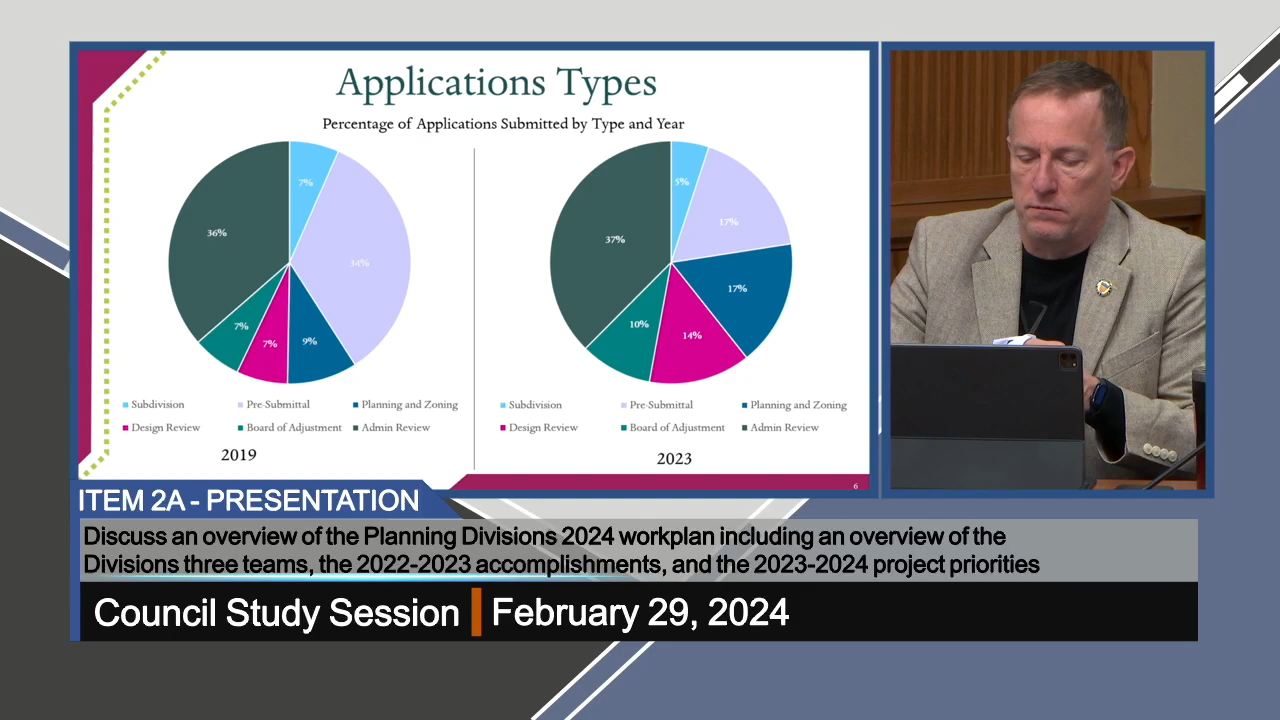 Applications Types
Percentage of Applications Submitted by Type and Year
7%
34%
9%
7%
7%
36%
Subdivision
Pre-Submittal
Planning and Zoning
Design Review
Board of Adjustment
Admin Review
2019
5%
17%
17%
14%
10%
37%
Subdivision
Pre-Submittal
Planning and Zoning
Design Review
Board of Adjustment
Admin Review
2023
6
ITEM 2A - PRESENTATION
Discuss an overview of the Planning Divisions 2024 workplan including an overview of the
Divisions three teams, the 2022-2023 accomplishments, and the 2023-2024 project priorities
Council Study Session
February 29, 2024